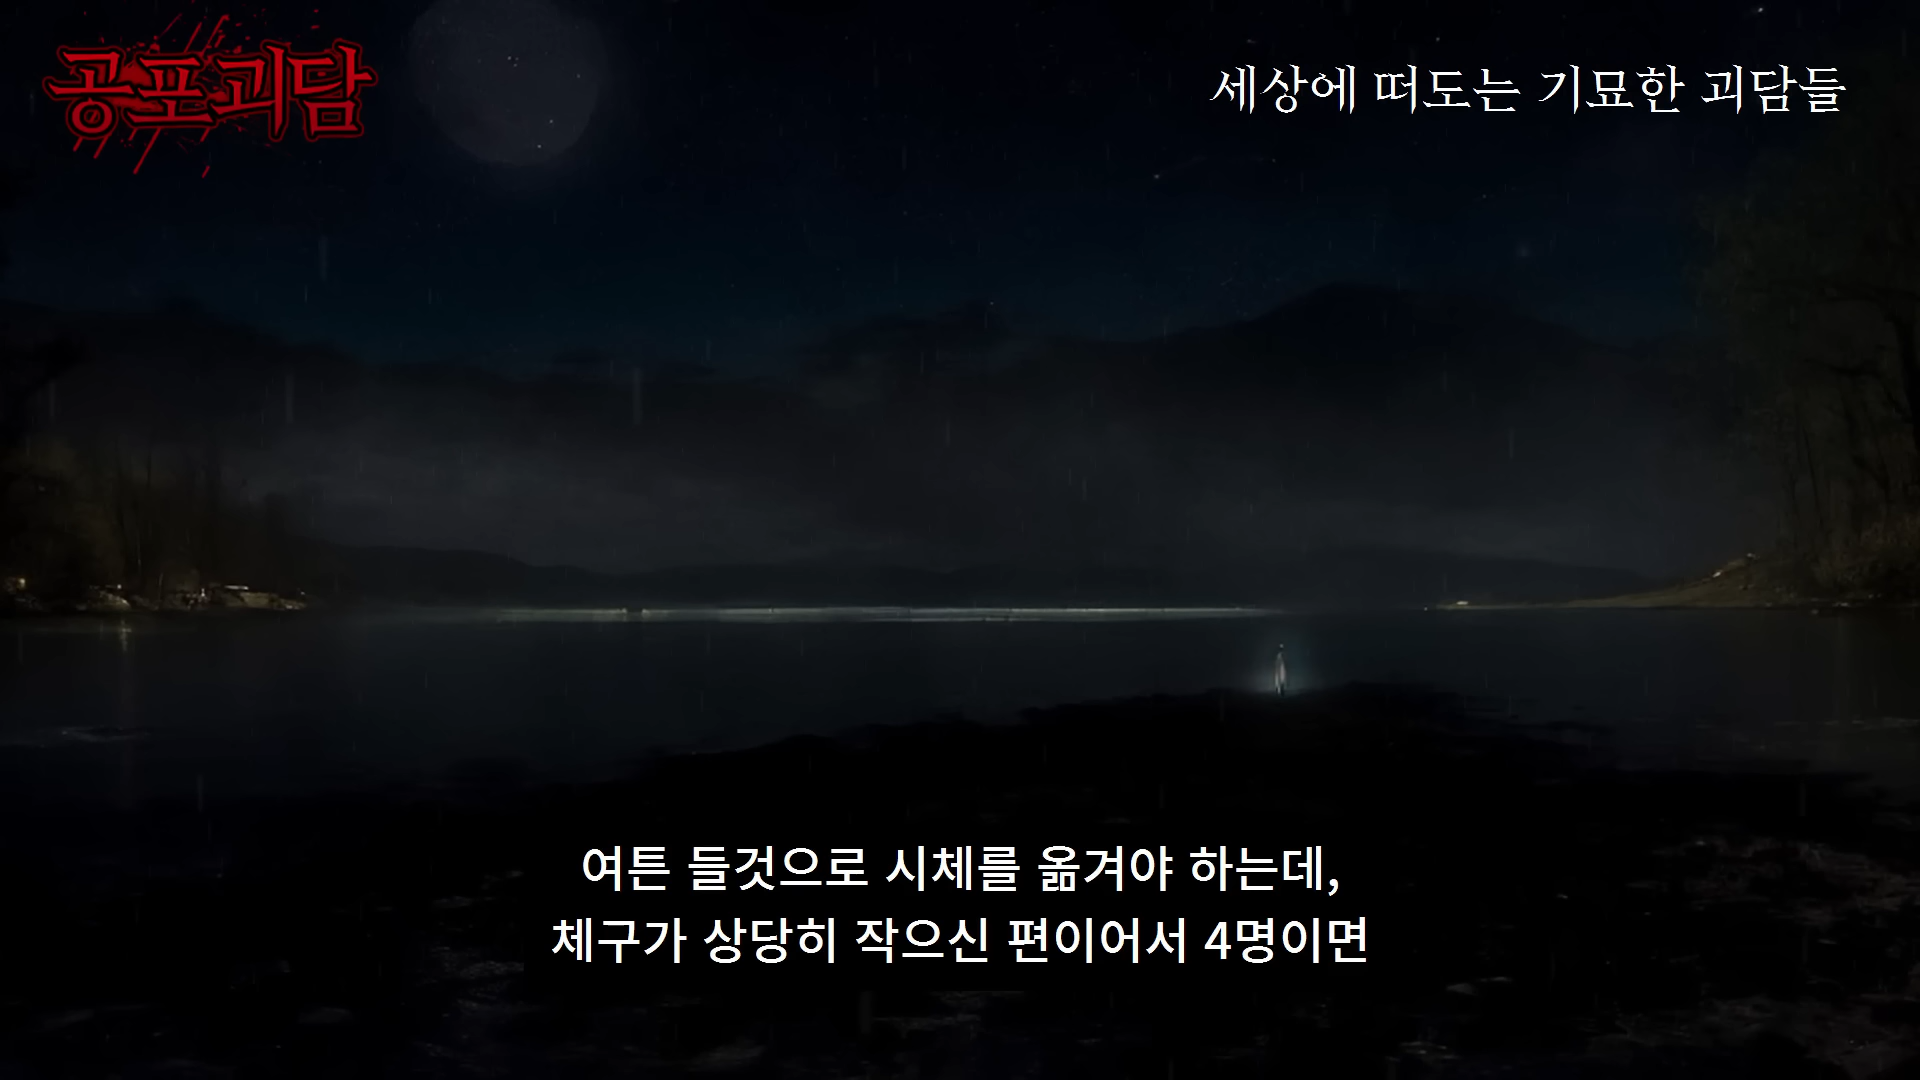 공포괴담
세상에 떠도는 기묘한 괴담들
여튼 들것으로 시체를 옮겨야 하는데,
체구가 상당히 작으신 편이어서 4명이면